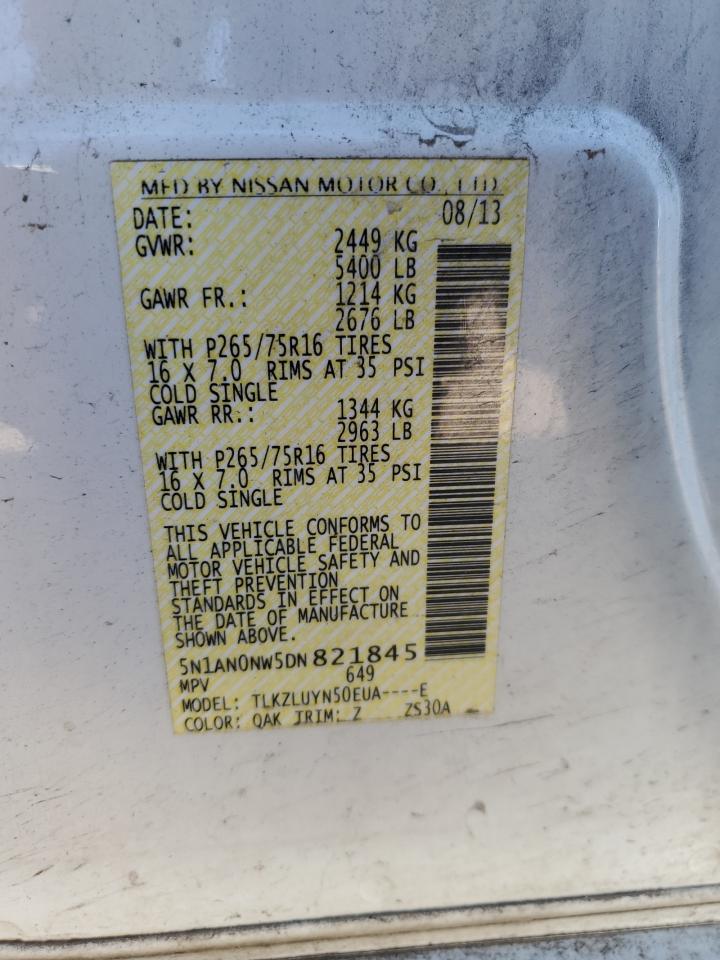 MFD BY NISSAN MOTOR CO., LTD.
DATE: 08/13
GVWR: 2449 KG
5400 LB
GAWR FR.: 1214 KG
2676 LB
WITH P265/75R16 TIRES
16 X 7.0 RIMS AT 35 PSI
COLD SINGLE
GAWR RR.: 1344 KG
2963 LB
WITH P265/75R16 TIRES
16 X 7.0 RIMS AT 35 PSI
COLD SINGLE
THIS VEHICLE CONFORMS TO
ALL APPLICABLE FEDERAL
MOTOR VEHICLE SAFETY AND
THEFT PREVENTION
STANDARDS IN EFFECT ON
THE DATE OF MANUFACTURE
SHOWN ABOVE.
5N1AN0NW5DN 821845
MPV 649
MODEL: TLKZLUYN50EUA----E
COLOR: QAK TRIM: Z ZS30A